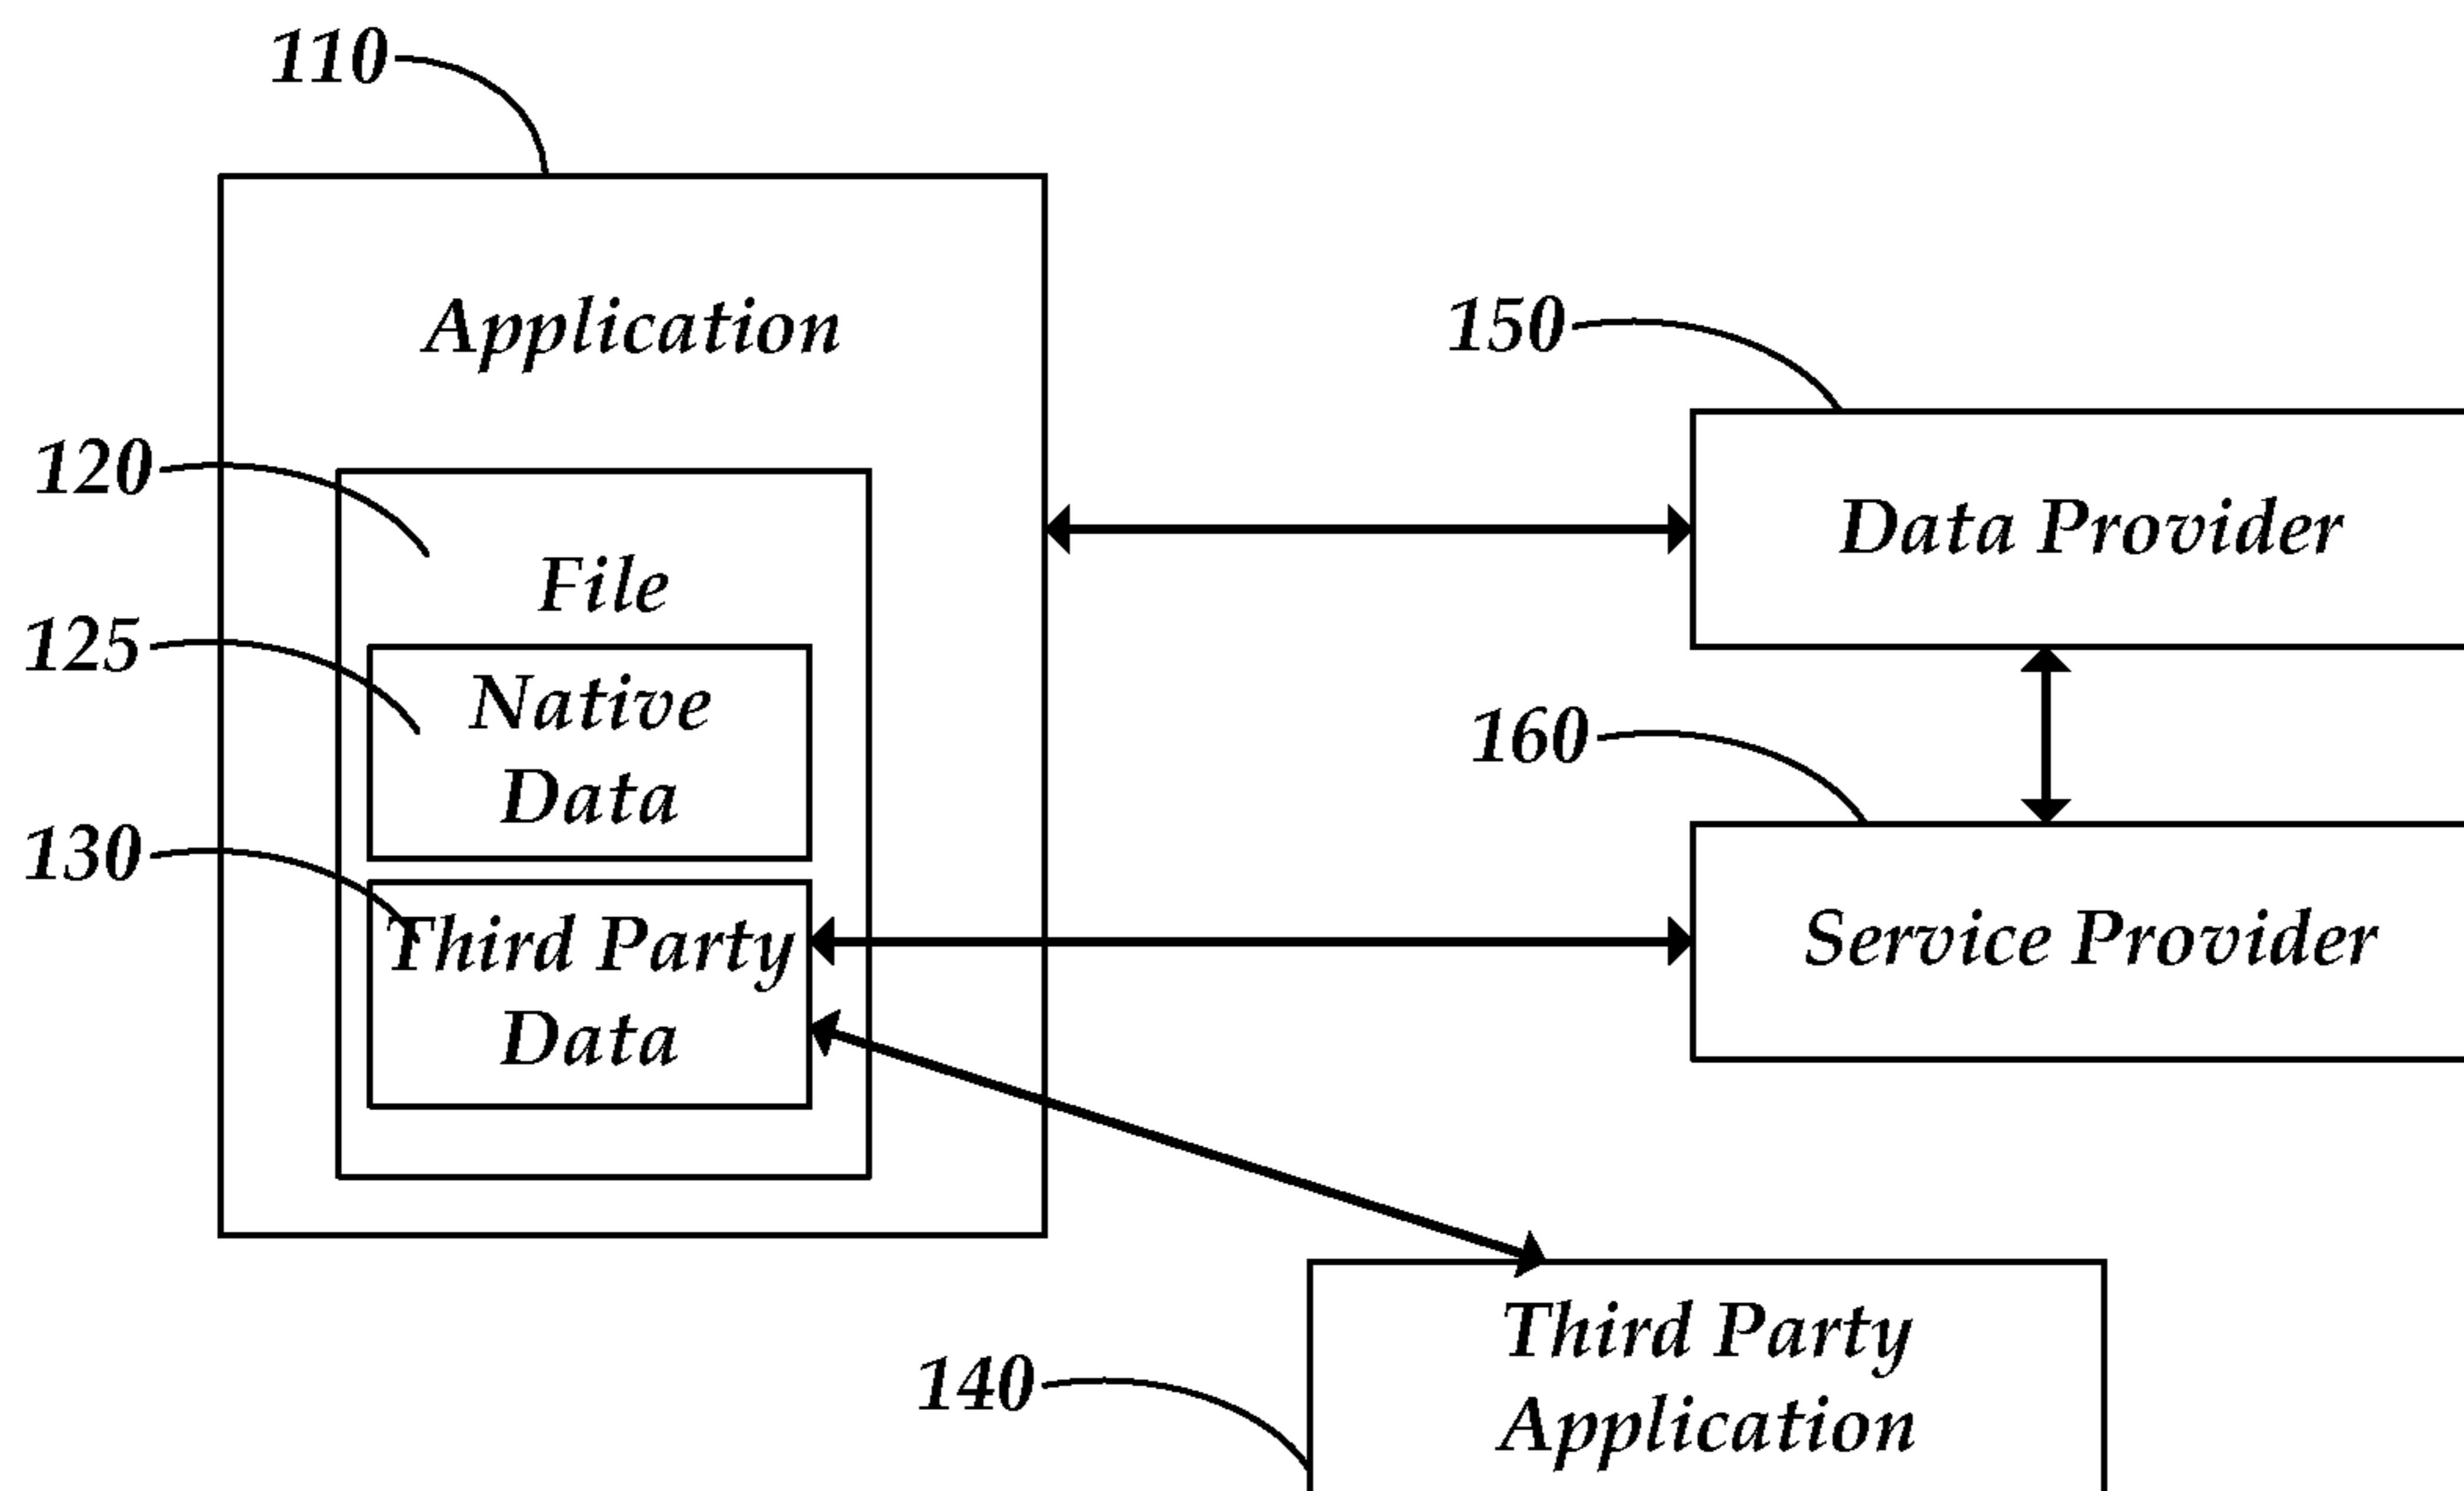 110
Application
150
120
Data Provider
File
125
Native
Data
160
130
Third Party
Data
Service Provider
Third Party
Application
140